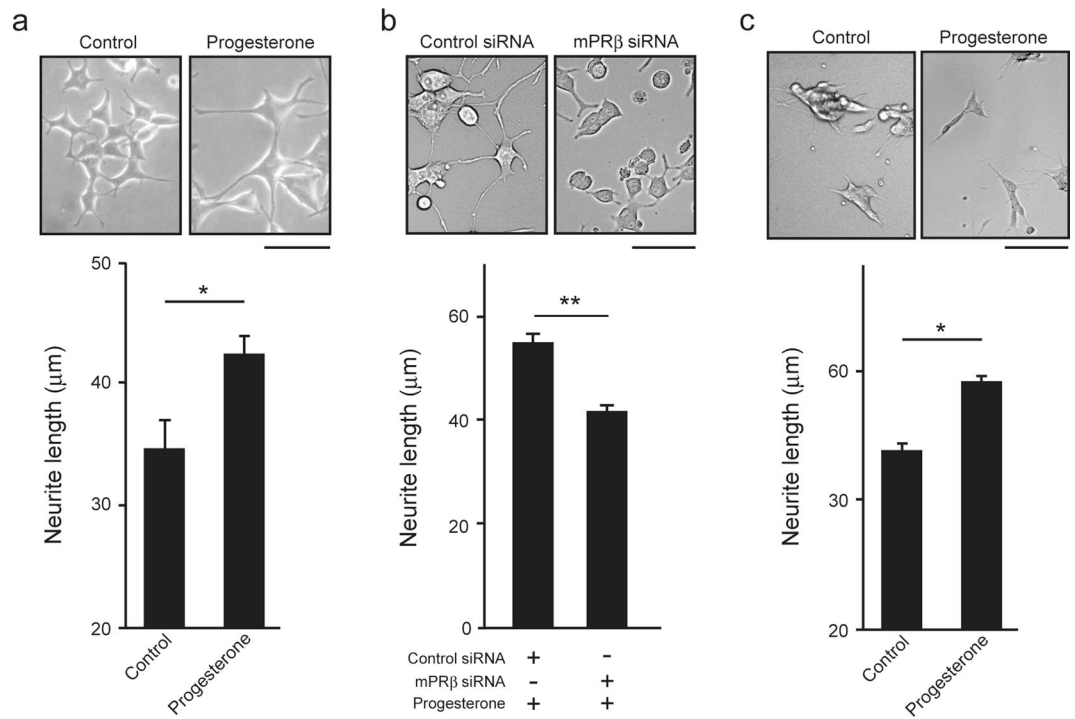 a
Control
Progesterone
*
Neurite length (μm)
50
40
30
20
Control
Progesterone
b
Control siRNA
mPRβ siRNA
**
Neurite length (μm)
60
40
20
0
Control siRNA + -
mPRβ siRNA - +
Progesterone + +
c
Control
Progesterone
*
Neurite length (μm)
60
30
20
Control
Progesterone